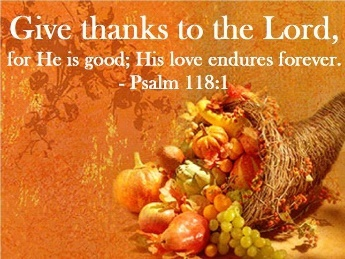 Give thanks to the Lord,
for He is good; His love endures forever.
- Psalm 118:1